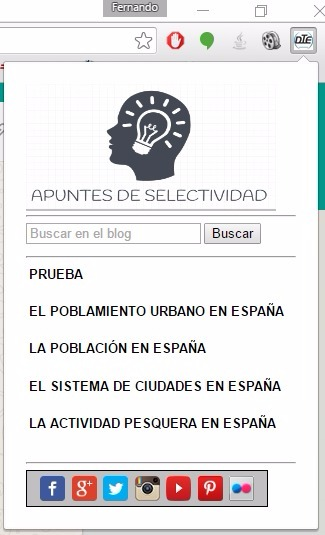 Fernando
DTE
APUNTES DE SELECTIVIDAD
Buscar en el blog
Buscar
PRUEBA
EL POBLAMIENTO URBANO EN ESPAÑA
LA POBLACIÓN EN ESPAÑA
EL SISTEMA DE CIUDADES EN ESPAÑA
LA ACTIVIDAD PESQUERA EN ESPAÑA
f g+